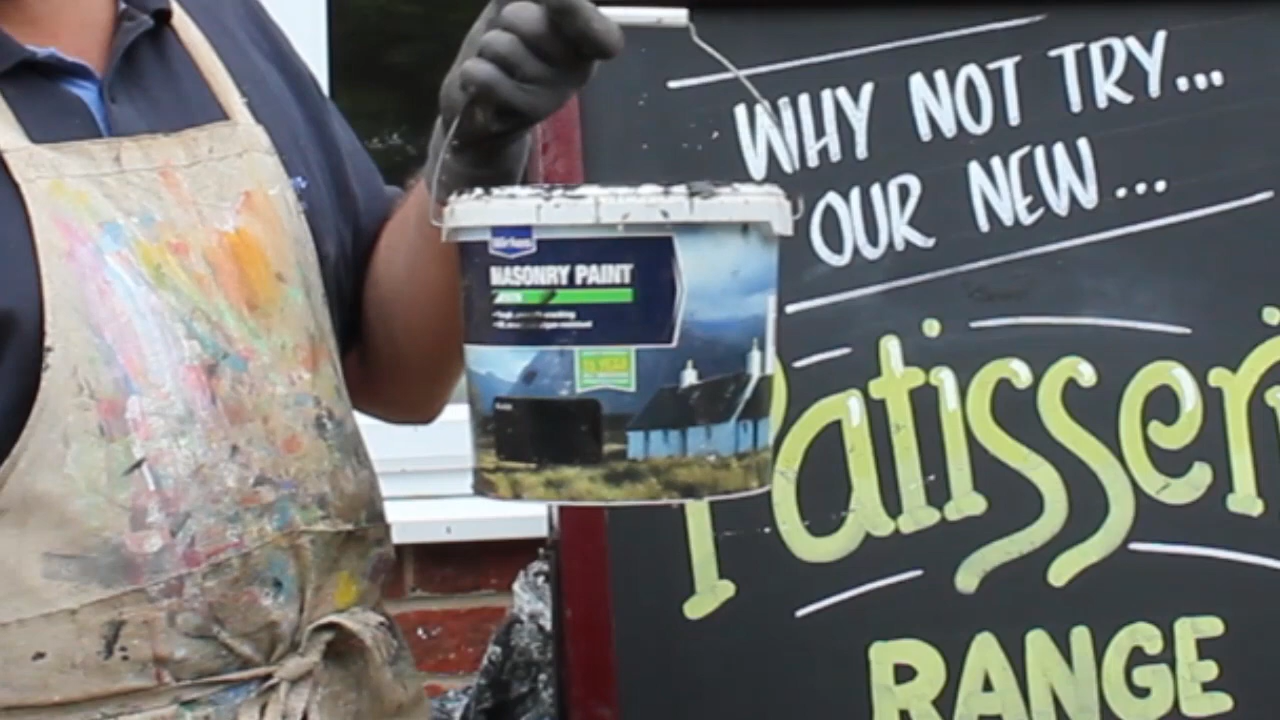 WHY NOT TRY...
OUR NEW...
Patisser
RANGE
MASONRY PAINT